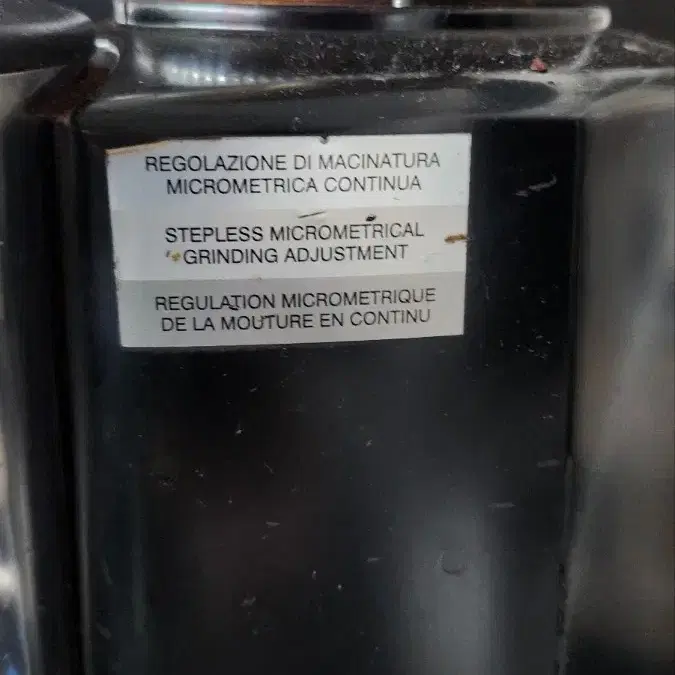 REGOLAZIONE DI MACINATURA
MICROMETRICA CONTINUA
STEPLESS MICROMETRICAL
GRINDING ADJUSTMENT
REGULATION MICROMETRIQUE
DE LA MOUTURE EN CONTINU